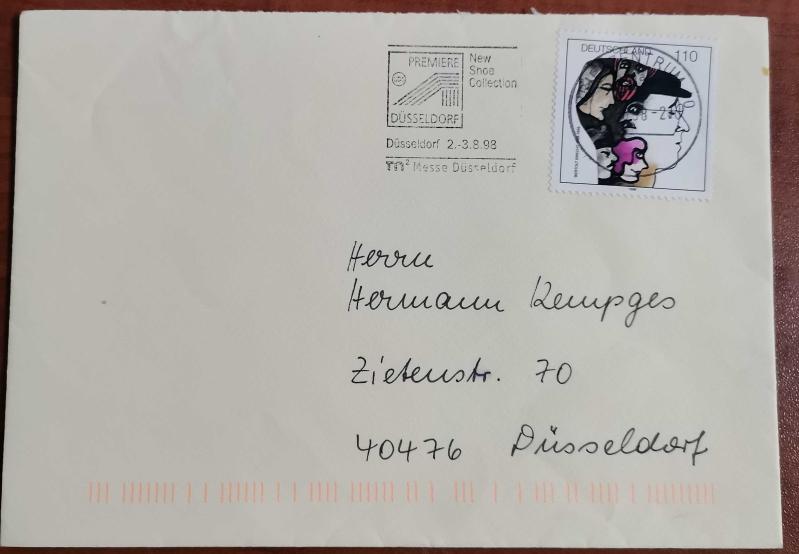 PREMIERE
DÜSSELDORF
New
Shoe
Collection
Düsseldorf 2.-3.8.98
Messe Düsseldorf
DEUTSCHLAND 110
Herrn
Hermann Kempges
Zietenstr. 70
40476 Düsseldorf